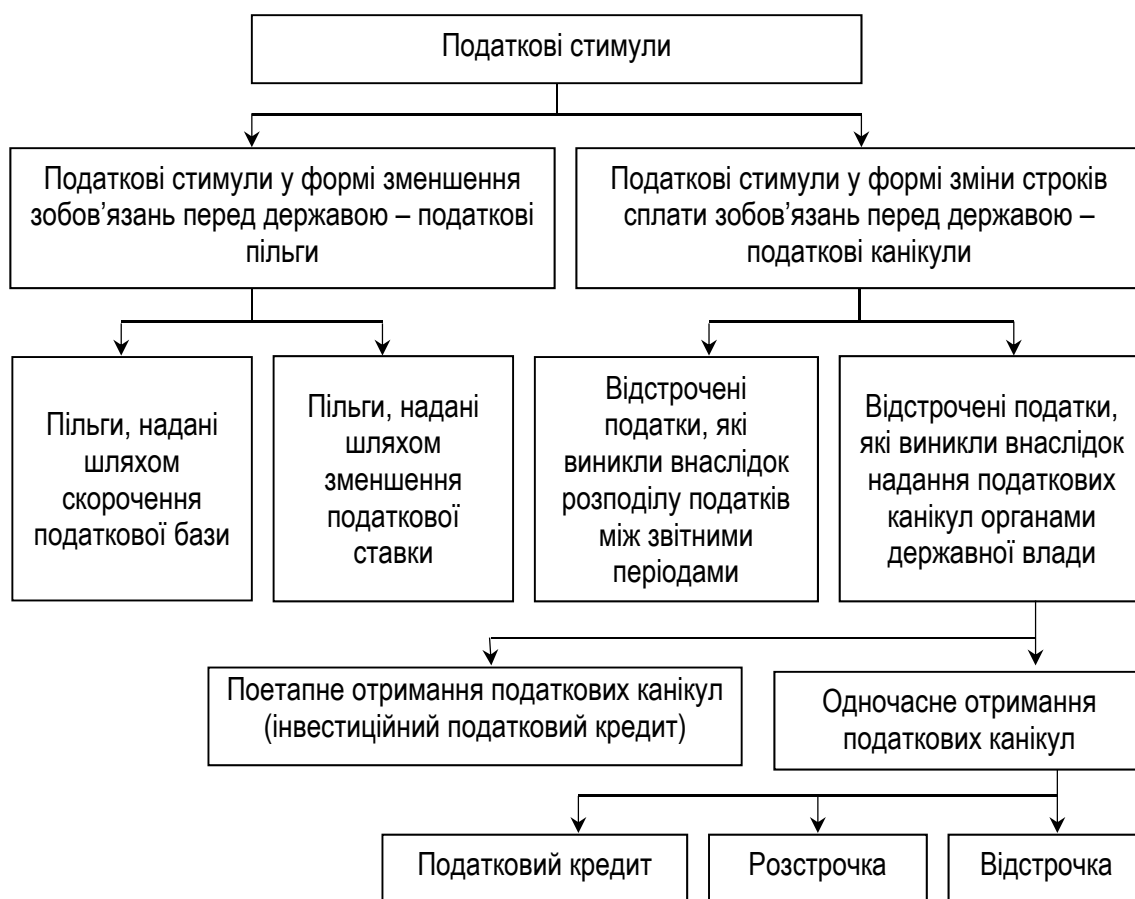 Податкові стимули
Податкові стимули у формі зменшення
зобов’язань перед державою – податкові
пільги
Податкові стимули у формі зміни строків
сплати зобов’язань перед державою –
податкові канікули
Пільги, надані
шляхом
скорочення
податкової бази
Пільги, надані
шляхом
зменшення
податкової
ставки
Відстрочені
податки, які
виникли внаслідок
розподілу податків
між звітними
періодами
Відстрочені податки,
які виникли внаслідок
надання податкових
канікул органами
державної влади
Поетапне отримання податкових канікул
(інвестиційний податковий кредит)
Одночасне отримання
податкових канікул
Податковий кредит
Розстрочка
Відстрочка